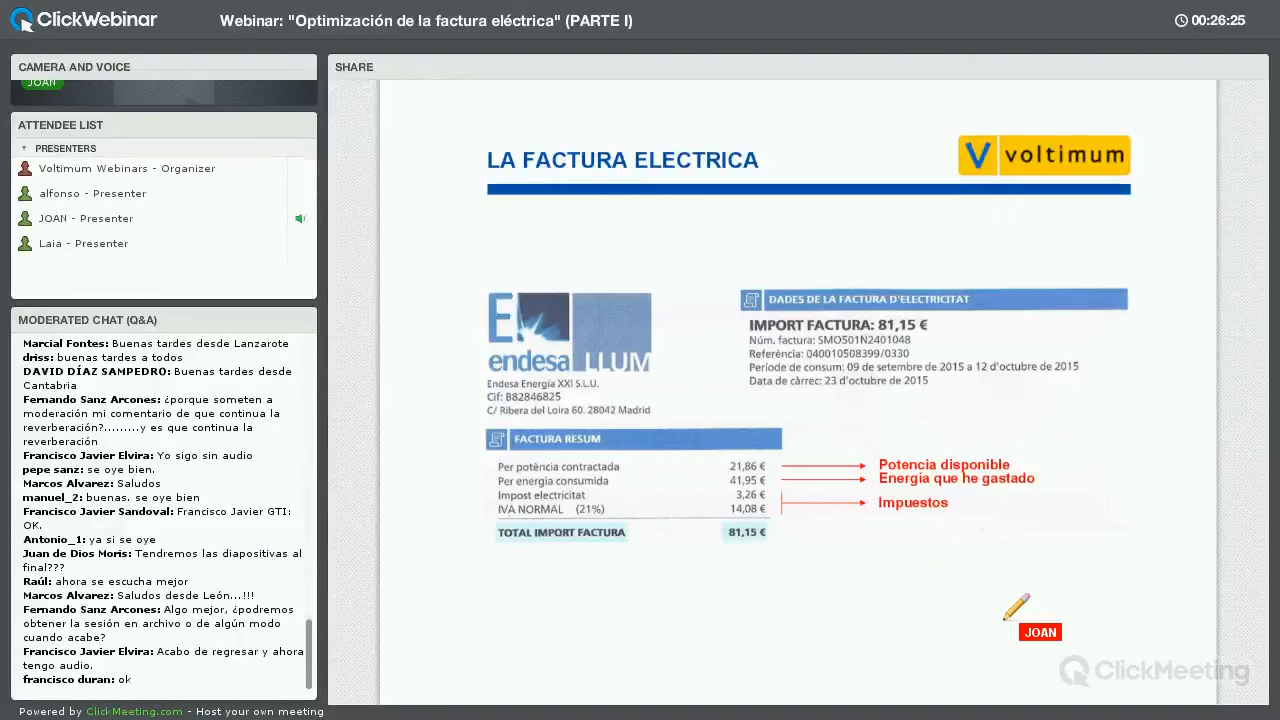 ClickWebinar
Webinar: "Optimización de la factura eléctrica" (PARTE I)
00:26:25
CAMERA AND VOICE
JOAN
ATTENDEE LIST
PRESENTERS
Voltimum Webinars - Organizer
alfonso - Presenter
JOAN - Presenter
Laia - Presenter
MODERATED CHAT (Q&A)
Marcial Fontes: Buenas tardes desde Lanzarote
driss: buenas tardes a todos
DAVID DÍAZ SAMPEDRO: Buenas tardes desde
Cantabria
Fernando Sanz Arcones: ¿porque someten a
moderación mi comentario de que continua la
reverberación..........y es que continua la
reverberación
Francisco Javier Elvira: Yo sigo sin audio
pepe sanz: se oye bien.
Marcos Alvarez: Saludos
manuel_2: buenas. se oye bien
Francisco Javier Sandoval: Francisco Javier GTI:
OK.
Antonio_1: ya si se oye
Juan de Dios Moris: Tendremos las diapositivas al
final???
Raúl: ahora se escucha mejor
Marcos Alvarez: Saludos desde León...!!!
Fernando Sanz Arcones: Algo mejor, ¿podremos
obtener la sesión en archivo o de algún modo
cuando acabe?
Francisco Javier Elvira: Acabo de regresar y ahora
tengo audio
francisco duran: ok
Powered by ClickMeeting.com - Host your own meeting
SHARE
LA FACTURA ELECTRICA
V voltimum
endesa LLUM
Endesa Energía XXI S.L.U.
Cif: B82846825
C/ Ribera del Loira 60. 28042 Madrid
DADES DE LA FACTURA D'ELECTRICITAT
IMPORT FACTURA: 81,15 €
Núm. factura: SMO501N2401048
Referència: 040010508399/0330
Període de consum: 09 de setembre de 2015 a 12 d'octubre de 2015
Data de càrrec: 23 d'octubre de 2015
FACTURA RESUM
Per potència contractada 21,86 € Potencia disponible
Per energia consumida 41,95 € Energía que he gastado
Impost electricitat 3,26 €
IVA NORMAL (21%) 14,08 € Impuestos
TOTAL IMPORT FACTURA 81,15 €
JOAN
ClickMeeting